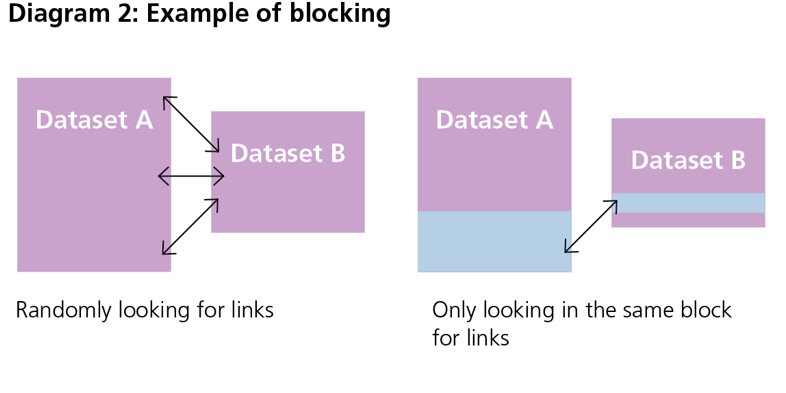 Diagram 2: Example of blocking
Dataset A
Dataset B
Randomly looking for links
Dataset A
Dataset B
Only looking in the same block
for links